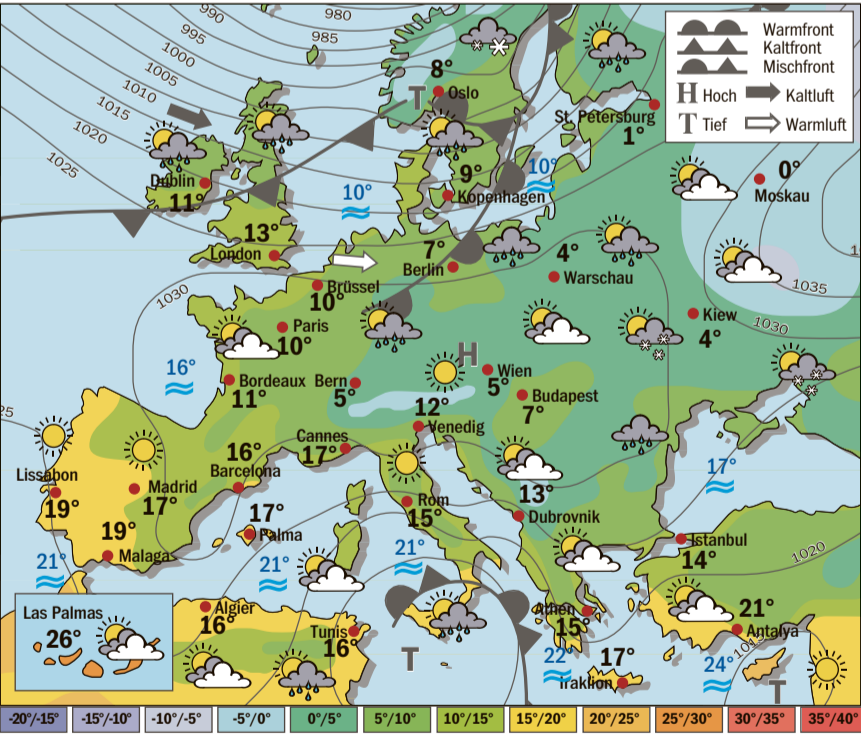 990
980
995
985
1000
1005
1010
1015
1020
1025
Warmfront
Kaltfront
Mischfront
H Hoch
Kaltluft
T Tief
Warmluft
8°
T
Oslo
St. Petersburg
1°
Dublin
11°
9°
Kopenhagen
10°
10°
0°
Moskau
13°
London
7°
Berlin
4°
Warschau
1035
1030
Brüssel
10°
Paris
10°
Kiew
4°
1030
16°
H
Bordeaux
11°
Bern
5°
Wien
5°
Budapest
7°
25
12°
Venedig
Cannes
17°
16°
Barcelona
Lissabon
19°
Madrid
17°
17°
Rom
15°
13°
Dubrovnik
19°
Malaga
17°
Palma
21°
21°
21°
Istanbul
14°
1020
Las Palmas
26°
Algier
16°
Tunis
16°
T
Athen
15°
22°
17°
Iraklion
21°
Antalya
24°
T
-20°/-15°
-15°/-10°
-10°/-5°
-5°/0°
0°/5°
5°/10°
10°/15°
15°/20°
20°/25°
25°/30°
30°/35°
35°/40°